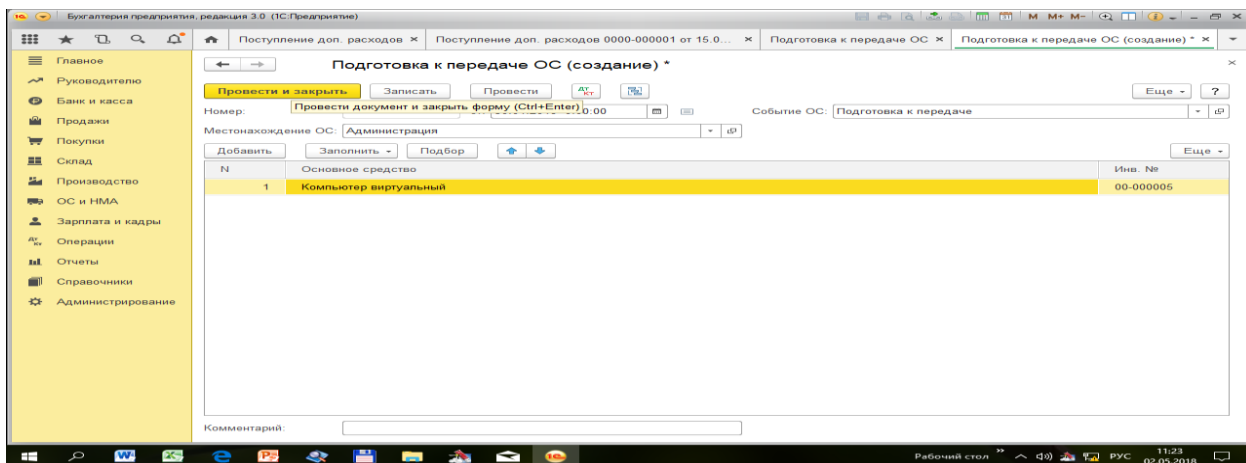 Бухгалтерия предприятия, редакция 3.0 (1С:Предприятие) M M+ M-
Поступление доп. расходов × Поступление доп. расходов 0000-000001 от 15.0... × Подготовка к передаче ОС × Подготовка к передаче ОС (создание) * ×
Главное
Руководителю
Банк и касса
Продажи
Покупки
Склад
Производство
ОС и НМА
Зарплата и кадры
Операции
Отчеты
Справочники
Администрирование
Подготовка к передаче ОС (создание) *
Провести и закрыть Записать Провести Дт Кт Еще ?
Провести документ и закрыть форму (Ctrl+Enter)
Номер: :00 Событие ОС: Подготовка к передаче
Местонахождение ОС: Администрация
Добавить Заполнить Подбор Еще
N Основное средство Инв. №
1 Компьютер виртуальный 00-000005
Комментарий:
Рабочий стол РУС 11:23
02.05.2018